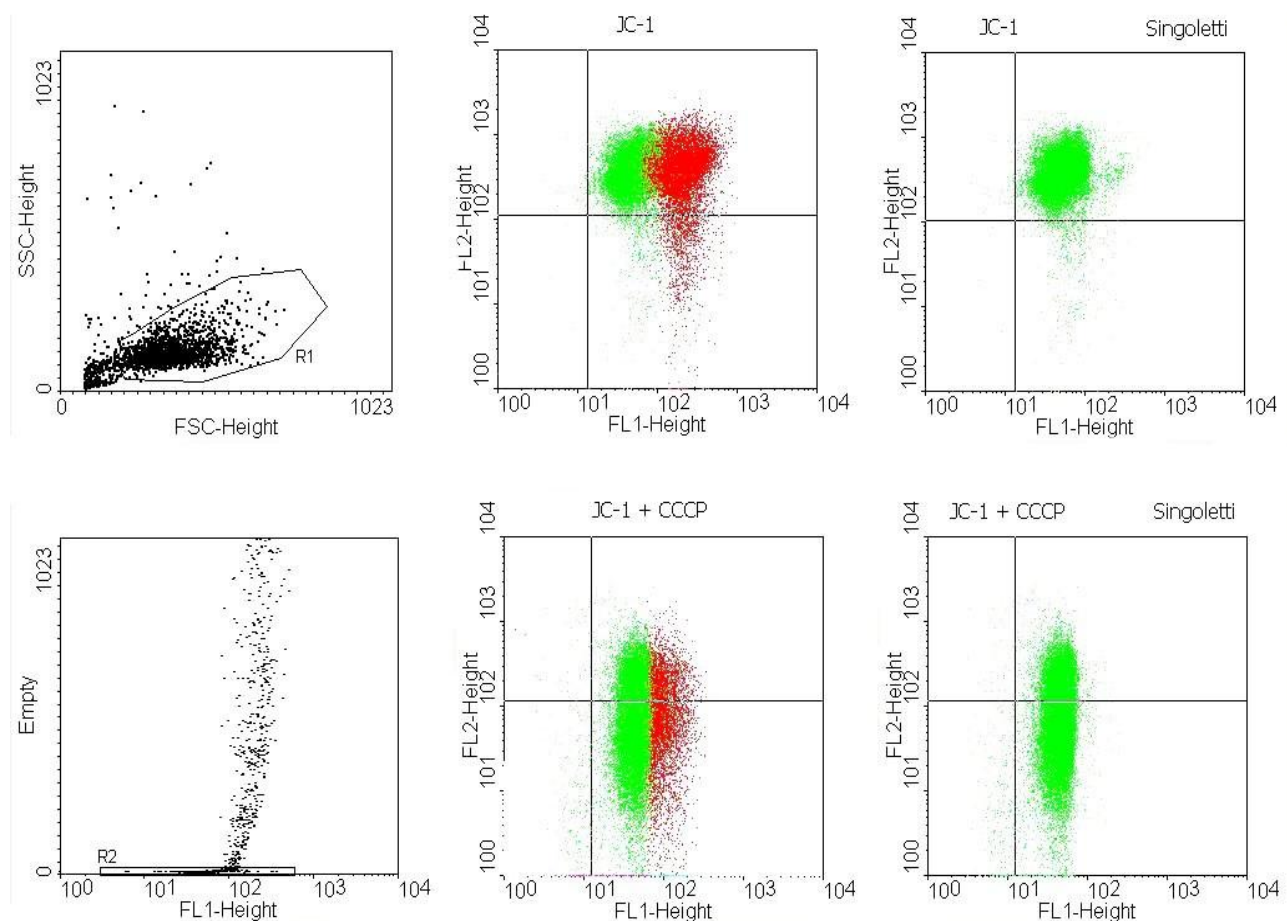 SSC-Height
1023
0
R1
0
1023
FSC-Height
JC-1
FL2-Height
104
103
102
101
100
100
101
102
103
104
FL1-Height
JC-1
Singoletti
FL2-Height
104
103
102
101
100
100
101
102
103
104
FL1-Height
Empty
1023
0
R2
100
101
102
103
104
FL1-Height
JC-1 + CCCP
FL2-Height
104
103
102
101
100
100
101
102
103
104
FL1-Height
JC-1 + CCCP
Singoletti
FL2-Height
104
103
102
101
100
100
101
102
103
104
FL1-Height